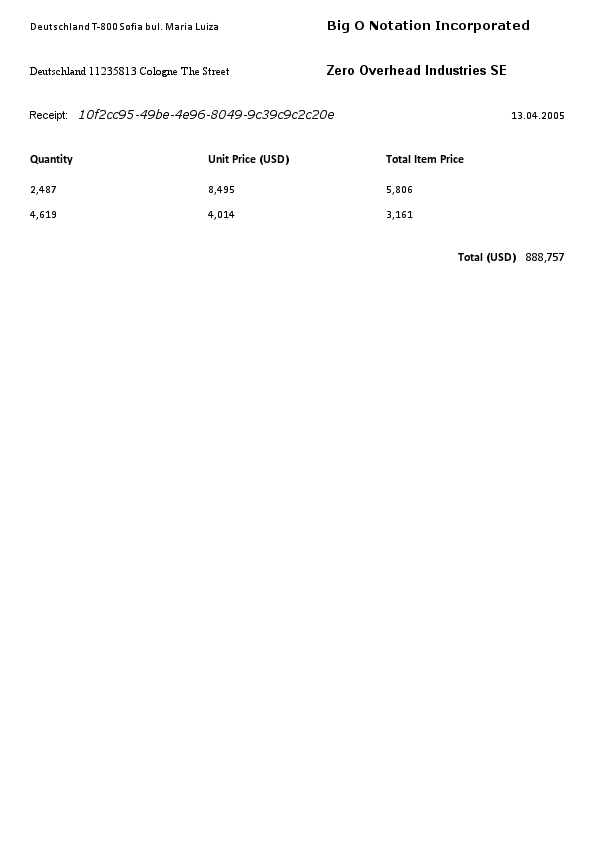 Deutschland T-800 Sofia bul. Maria Luiza Big O Notation Incorporated
Deutschland 11235813 Cologne The Street Zero Overhead Industries SE
Receipt: 10f2cc95-49be-4e96-8049-9c39c9c2c20e 13.04.2005
Quantity Unit Price (USD) Total Item Price
2,487 8,495 5,806
4,619 4,014 3,161
Total (USD) 888,757